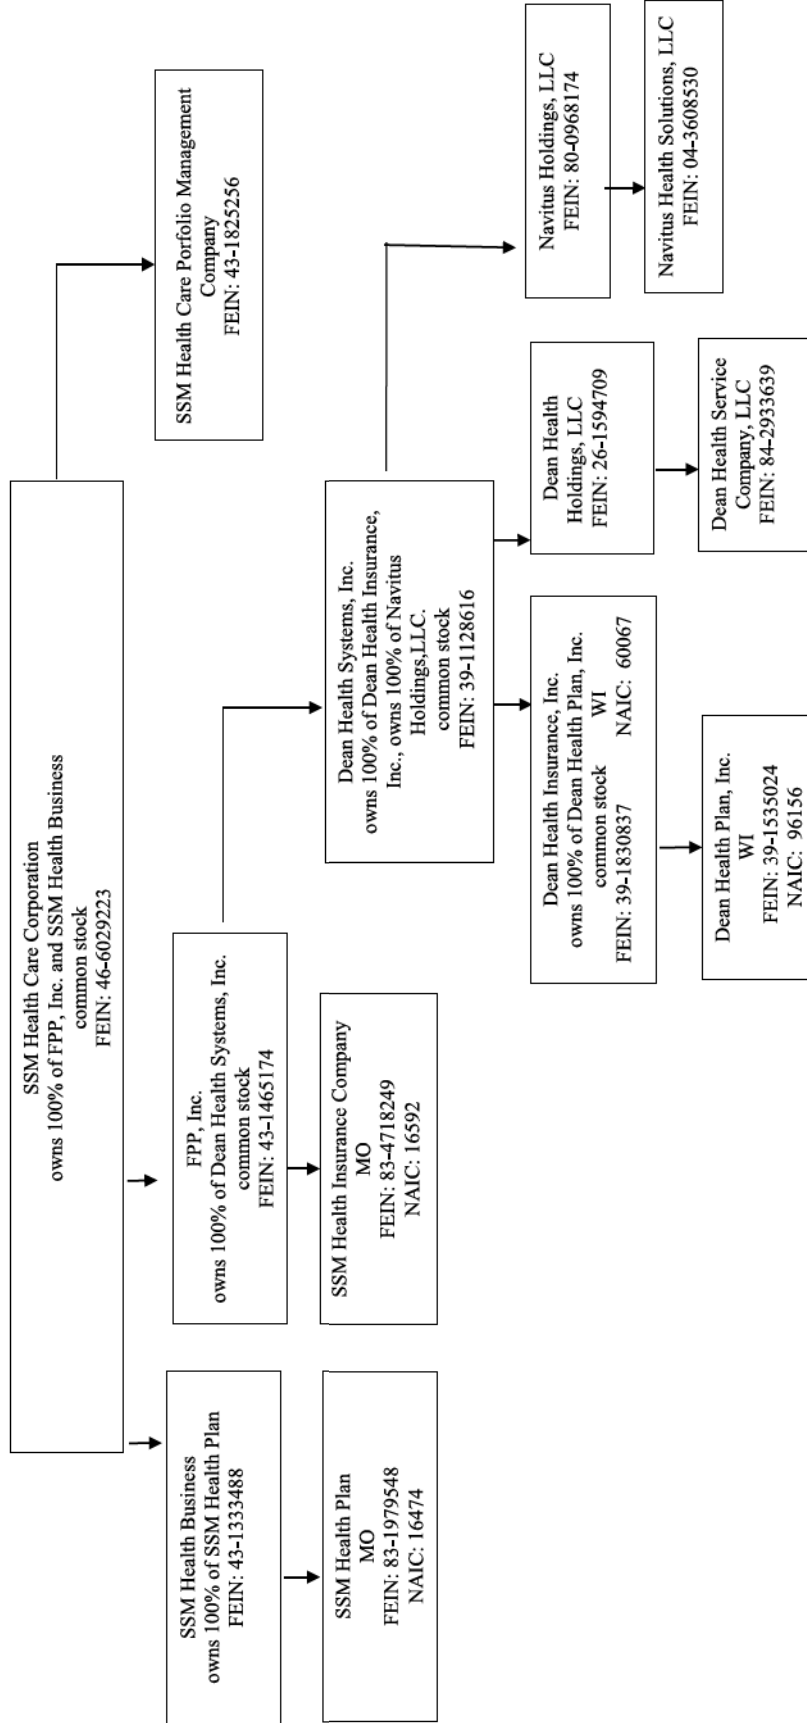 SSM Health Care Corporation
owns 100% of FPP, Inc. and SSM Health Business
common stock
FEIN: 46-6029223
SSM Health Business
owns 100% of SSM Health Plan
FEIN: 43-1333488
FPP, Inc.
owns 100% of Dean Health Systems, Inc.
common stock
FEIN: 43-1465174
SSM Health Care Porfolio Management
Company
FEIN: 43-1825256
SSM Health Plan
MO
FEIN: 83-1979548
NAIC: 16474
SSM Health Insurance Company
MO
FEIN: 83-4718249
NAIC: 16592
Dean Health Systems, Inc.
owns 100% of Dean Health Insurance,
Inc., owns 100% of Navitus
Holdings,LLC.
common stock
FEIN: 39-1128616
Dean Health Insurance, Inc.
owns 100% of Dean Health Plan, Inc.
common stock WI
FEIN: 39-1830837 NAIC: 60067
Dean Health
Holdings, LLC
FEIN: 26-1594709
Navitus Holdings, LLC
FEIN: 80-0968174
Dean Health Plan, Inc.
WI
FEIN: 39-1535024
NAIC: 96156
Dean Health Service
Company, LLC
FEIN: 84-2933639
Navitus Health Solutions, LLC
FEIN: 04-3608530